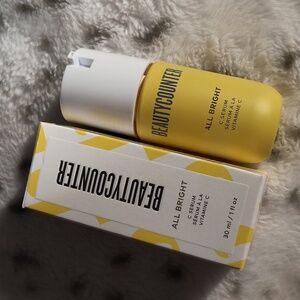 BEAUTYCOUNTER
ALL BRIGHT
C SERUM
SÉRUM À LA
VITAMINE C
BEAUTYCOUNTER
ALL BRIGHT
C SERUM
SÉRUM À LA
VITAMINE C
30 ml / 1 fl oz